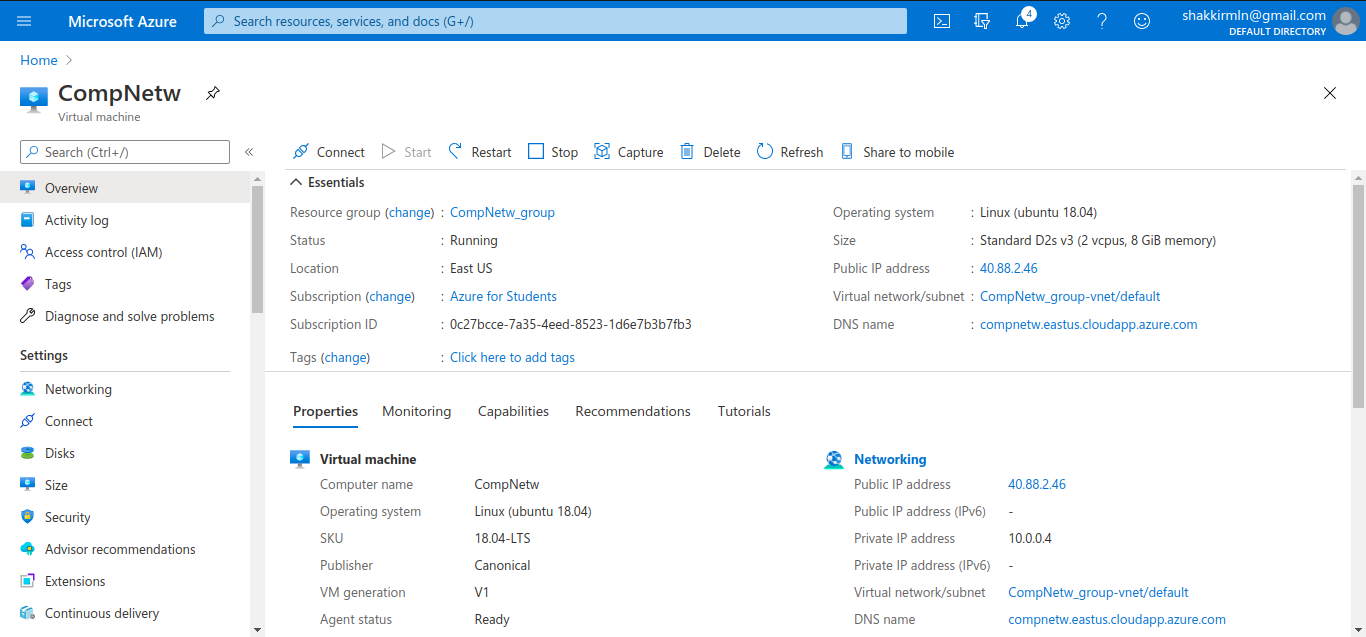 Microsoft Azure
Search resources, services, and docs (G+/)
4
shakkirmln@gmail.com
DEFAULT DIRECTORY
Home
CompNetw
Virtual machine
Search (Ctrl+/)
«
Overview
Activity log
Access control (IAM)
Tags
Diagnose and solve problems
Settings
Networking
Connect
Disks
Size
Security
Advisor recommendations
Extensions
Continuous delivery
Connect Start Restart Stop Capture Delete Refresh Share to mobile
Essentials
Resource group (change) : CompNetw_group
Status : Running
Location : East US
Subscription (change) : Azure for Students
Subscription ID : 0c27bcce-7a35-4eed-8523-1d6e7b3b7fb3
Tags (change) : Click here to add tags
Operating system : Linux (ubuntu 18.04)
Size : Standard D2s v3 (2 vcpus, 8 GiB memory)
Public IP address : 40.88.2.46
Virtual network/subnet : CompNetw_group-vnet/default
DNS name : compnetw.eastus.cloudapp.azure.com
Properties Monitoring Capabilities Recommendations Tutorials
Virtual machine
Computer name CompNetw
Operating system Linux (ubuntu 18.04)
SKU 18.04-LTS
Publisher Canonical
VM generation V1
Agent status Ready
Networking
Public IP address 40.88.2.46
Public IP address (IPv6) -
Private IP address 10.0.0.4
Private IP address (IPv6) -
Virtual network/subnet CompNetw_group-vnet/default
DNS name compnetw.eastus.cloudapp.azure.com